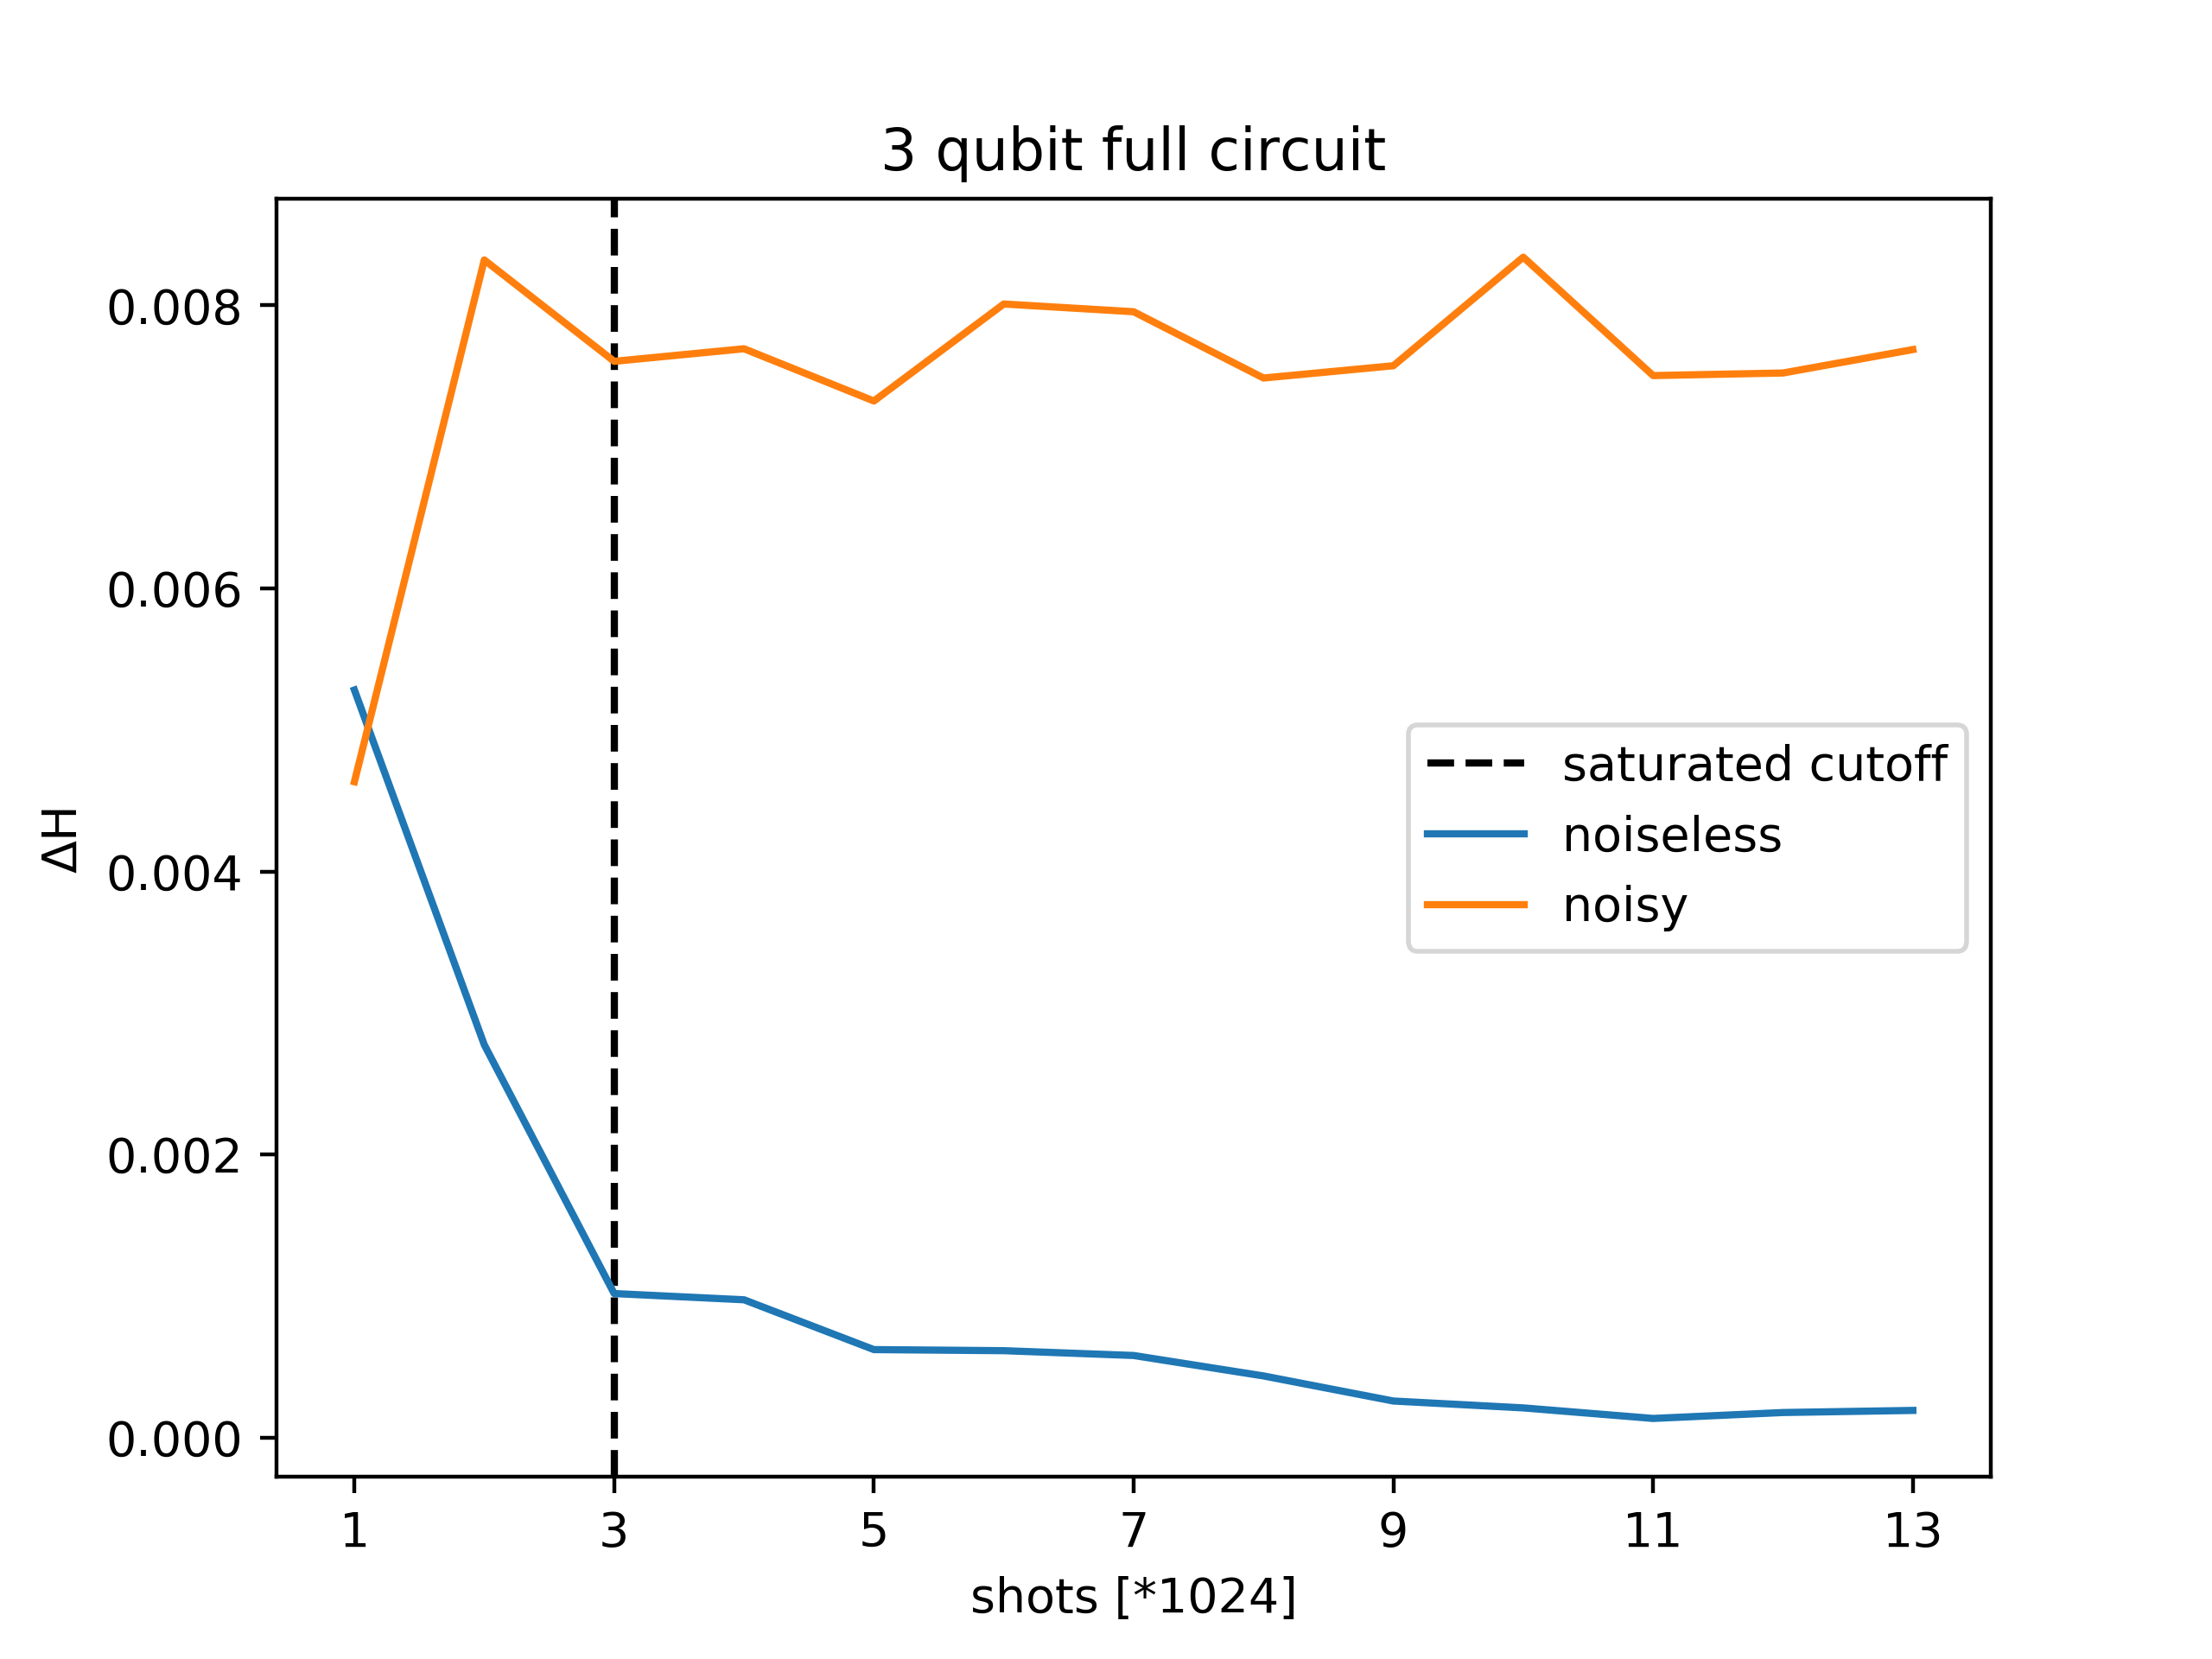 3 qubit full circuit
0.008
0.006
0.004
0.002
0.000
ΔH
saturated cutoff
noiseless
noisy
1 3 5 7 9 11 13
shots [*1024]